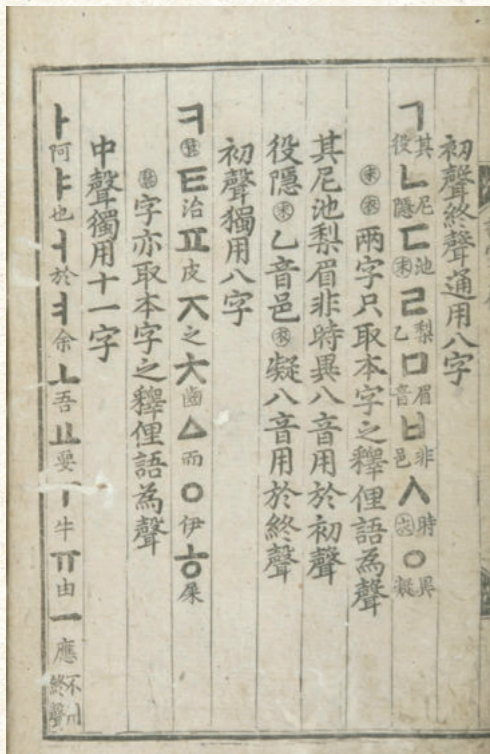 初聲終聲通用八字
ㄱ其役ㄴ尼隱ㄷ池㊍ㄹ梨乙ㅁ眉音ㅂ非邑ㅅ時ㆁ異凝
兩字只取本字之釋俚語為聲
其尼池梨眉非時異八音用於初聲
役隱末乙音邑衣凝八音用於終聲
初聲獨用八字
ㅋ箕ㅌ治ㅍ皮ㅈ之ㅊ齒ㅿ而ㅇ伊ㅎ屎
箕字亦取本字之釋俚語為聲
中聲獨用十一字
ㅏ阿ㅑ也ㅓ於ㅕ余ㅗ吾ㅛ要ㅜ牛ㅠ由ㅡ應不用終聲